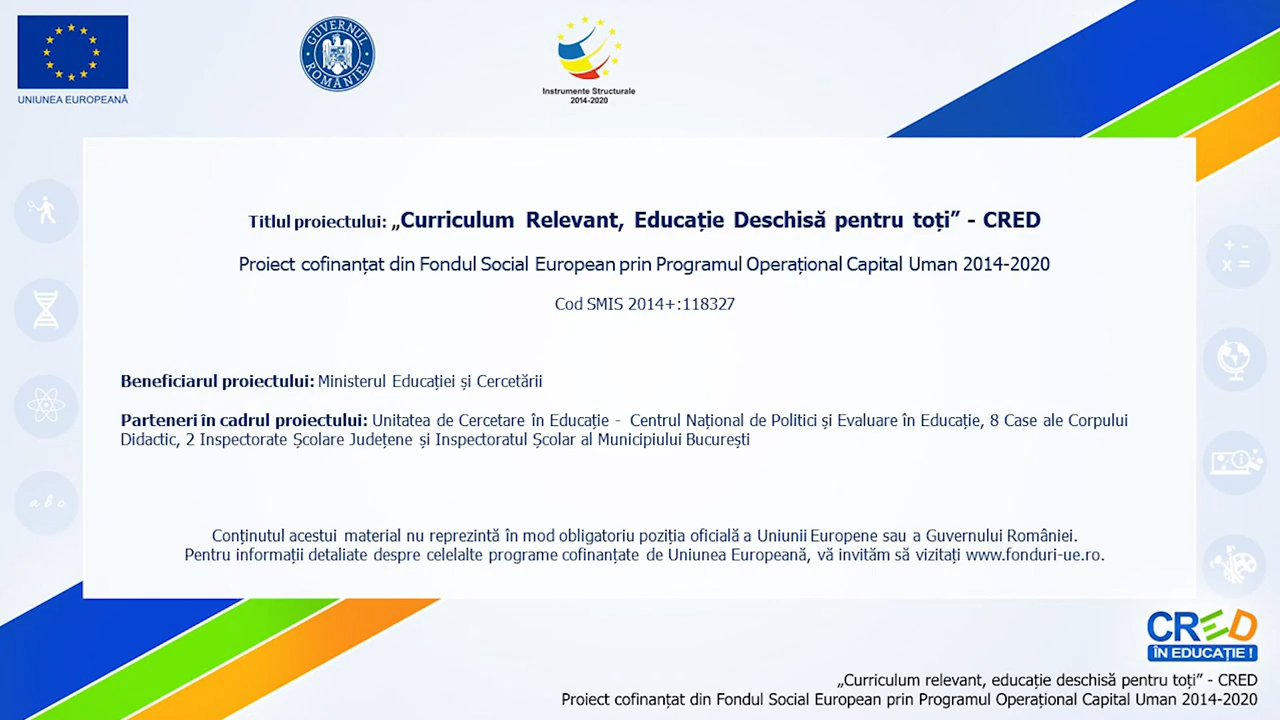 UNIUNEA EUROPEANĂ
GUVERNUL ROMÂNIEI
Instrumente Structurale
2014-2020
Titlul proiectului: „Curriculum Relevant, Educație Deschisă pentru toți” - CRED
Proiect cofinanțat din Fondul Social European prin Programul Operațional Capital Uman 2014-2020
Cod SMIS 2014+:118327
+ -
x =
Beneficiarul proiectului: Ministerul Educației și Cercetării
Parteneri în cadrul proiectului: Unitatea de Cercetare în Educație - Centrul Național de Politici și Evaluare în Educație, 8 Case ale Corpului
Didactic, 2 Inspectorate Școlare Județene și Inspectoratul Școlar al Municipiului București
a b c
Conținutul acestui material nu reprezintă în mod obligatoriu poziția oficială a Uniunii Europene sau a Guvernului României.
Pentru informații detaliate despre celelalte programe cofinanțate de Uniunea Europeană, vă invităm să vizitați www.fonduri-ue.ro.
CRED
ÎN EDUCAȚIE !
„Curriculum relevant, educație deschisă pentru toți” - CRED
Proiect cofinanțat din Fondul Social European prin Programul Operațional Capital Uman 2014-2020